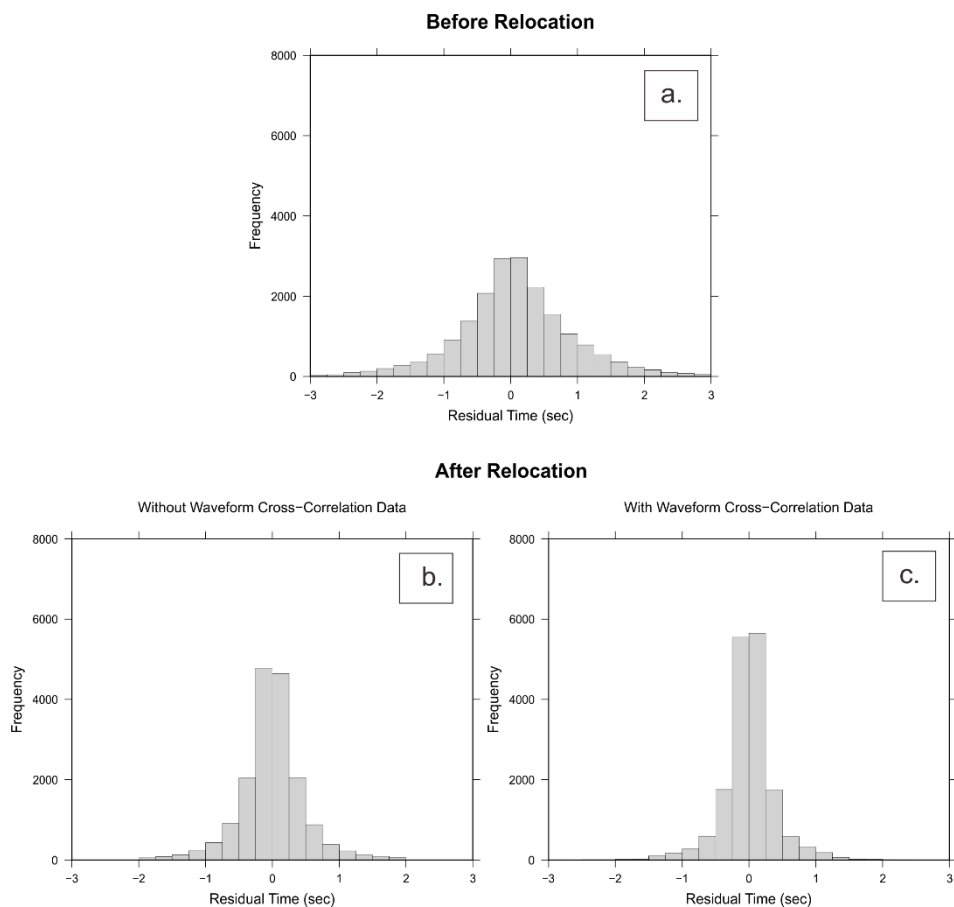 Before Relocation
a.
8000
6000
4000
2000
0
Frequency
−3 −2 −1 0 1 2 3
Residual Time (sec)
After Relocation
Without Waveform Cross−Correlation Data
b.
8000
6000
4000
2000
0
Frequency
−3 −2 −1 0 1 2 3
Residual Time (sec)
With Waveform Cross−Correlation Data
c.
8000
6000
4000
2000
0
Frequency
−3 −2 −1 0 1 2 3
Residual Time (sec)